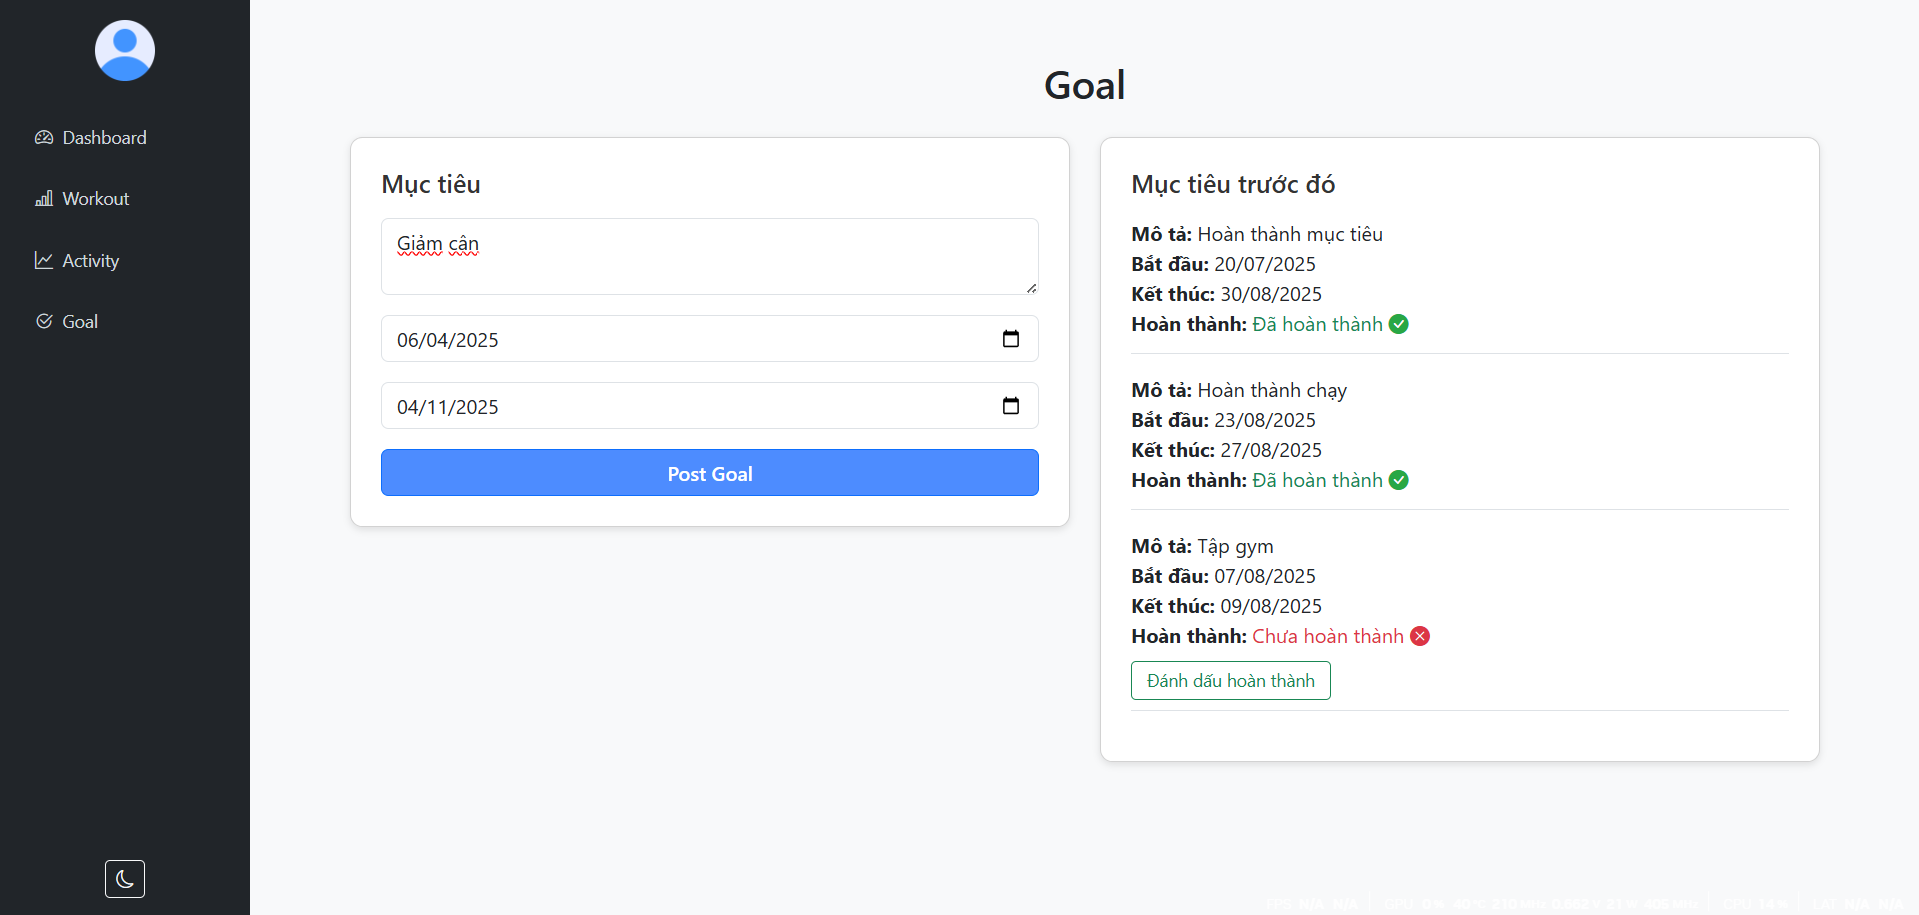 Dashboard
Workout
Activity
Goal
Goal
Mục tiêu
Giảm cân
06/04/2025
04/11/2025
Post Goal
Mục tiêu trước đó
Mô tả: Hoàn thành mục tiêu
Bắt đầu: 20/07/2025
Kết thúc: 30/08/2025
Hoàn thành: Đã hoàn thành
Mô tả: Hoàn thành chạy
Bắt đầu: 23/08/2025
Kết thúc: 27/08/2025
Hoàn thành: Đã hoàn thành
Mô tả: Tập gym
Bắt đầu: 07/08/2025
Kết thúc: 09/08/2025
Hoàn thành: Chưa hoàn thành
Đánh dấu hoàn thành